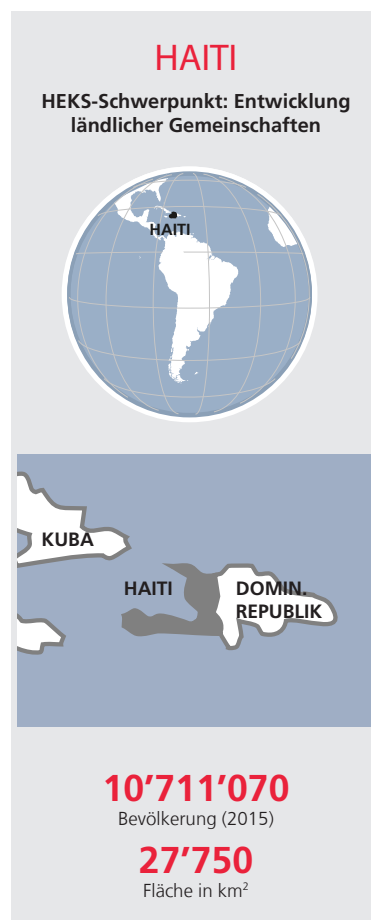 HAITI
HEKS-Schwerpunkt: Entwicklung
ländlicher Gemeinschaften
HAITI
KUBA
HAITI
DOMIN.
REPUBLIK
10’711’070
Bevölkerung (2015)
27’750
Fläche in km²